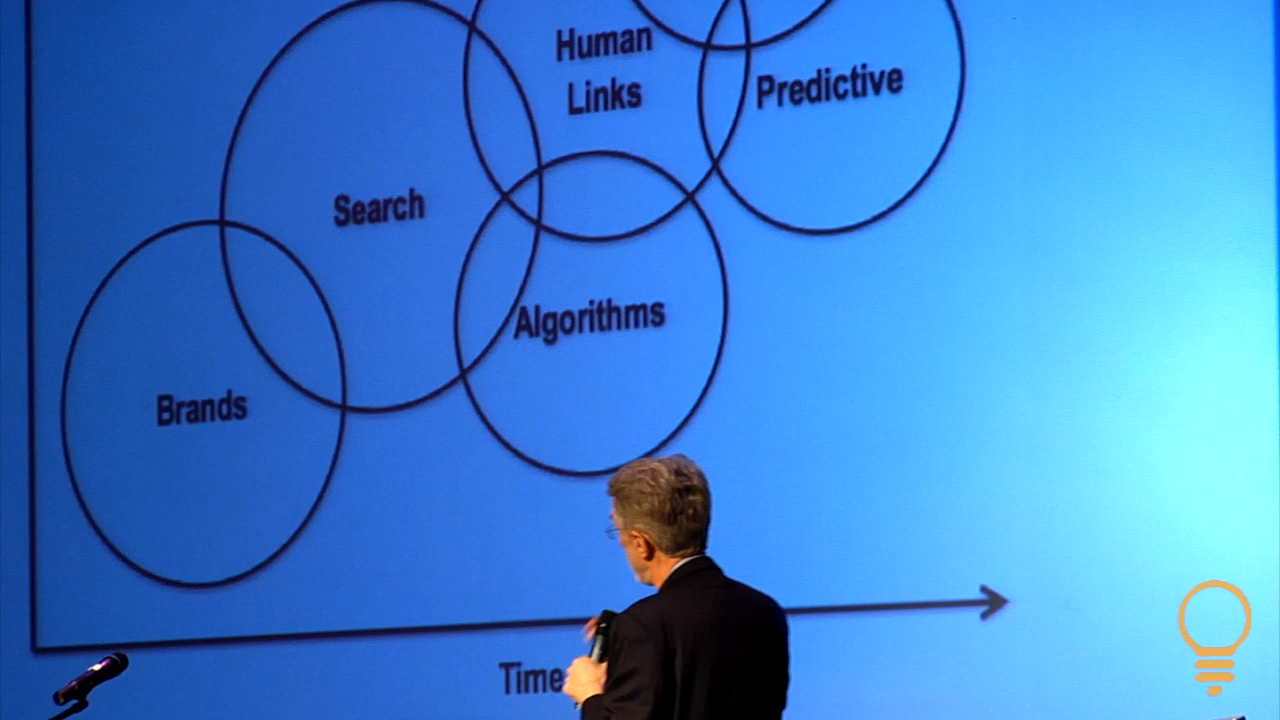 Human
Links
Predictive
Search
Algorithms
Brands
Time